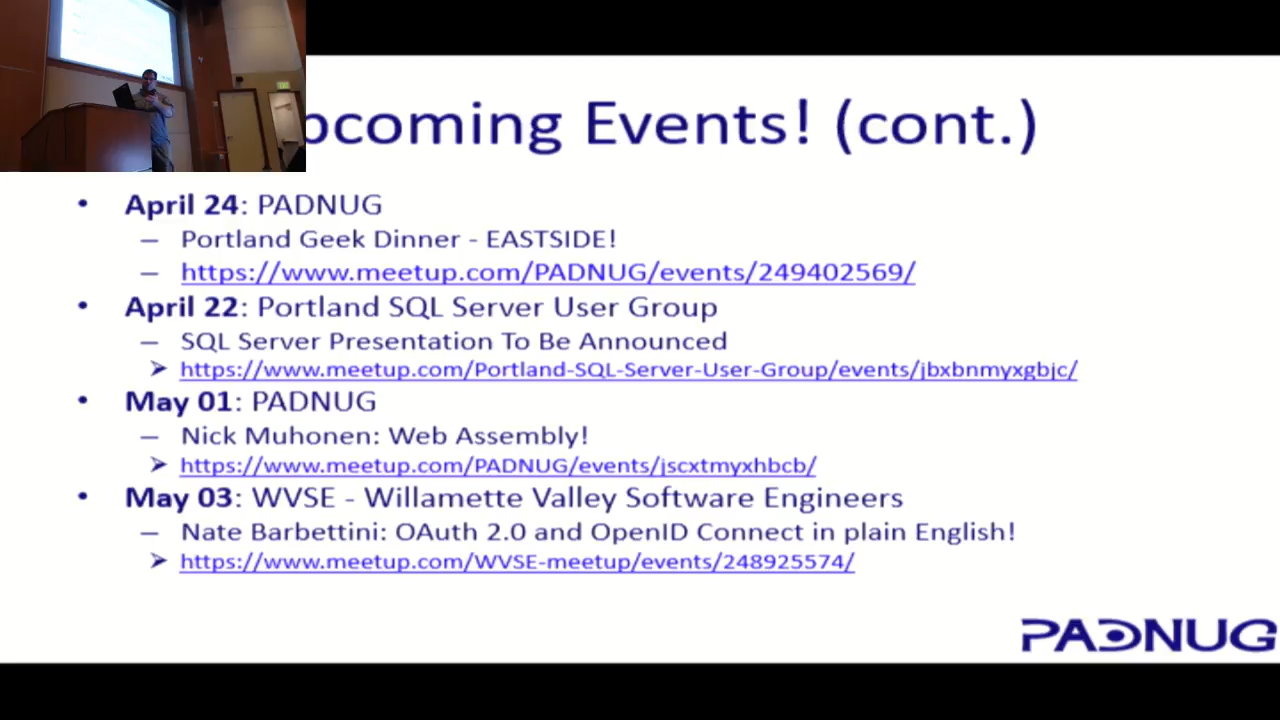 pcoming Events! (cont.)
• April 24: PADNUG
– Portland Geek Dinner - EASTSIDE!
– https://www.meetup.com/PADNUG/events/249402569/
• April 22: Portland SQL Server User Group
– SQL Server Presentation To Be Announced
➤ https://www.meetup.com/Portland-SQL-Server-User-Group/events/jbxbnmyxgbjc/
• May 01: PADNUG
– Nick Muhonen: Web Assembly!
➤ https://www.meetup.com/PADNUG/events/jscxtmyxhbcb/
• May 03: WVSE - Willamette Valley Software Engineers
– Nate Barbettini: OAuth 2.0 and OpenID Connect in plain English!
➤ https://www.meetup.com/WVSE-meetup/events/248925574/
PADNUG